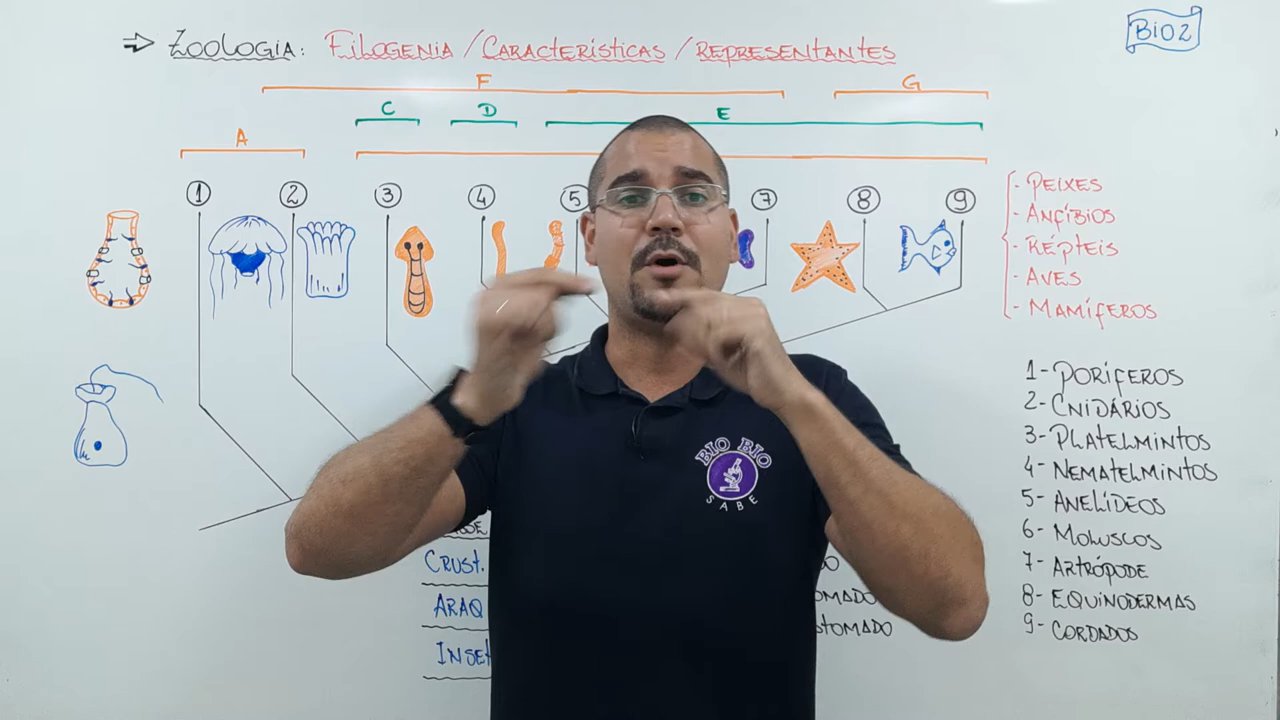 ⇒ Zoologia: Filogenia / Características / representantes
BIO2
F
G
C
D
E
A
1 2 3 4 5 7 8 9
- PEIXES
- ANFÍBIOS
- RÉPTEIS
- AVES
- MAMÍFEROS
1- PORÍFEROS
2- CNIDÁRIOS
3- PLATELMINTOS
4- NEMATELMINTOS
5- ANELÍDEOS
6- MOLUSCOS
7- ARTRÓPODE
8- EQUINODERMAS
9- CORDADOS
BIO BIO
SABE
CRUST.
ARAQ
INSE